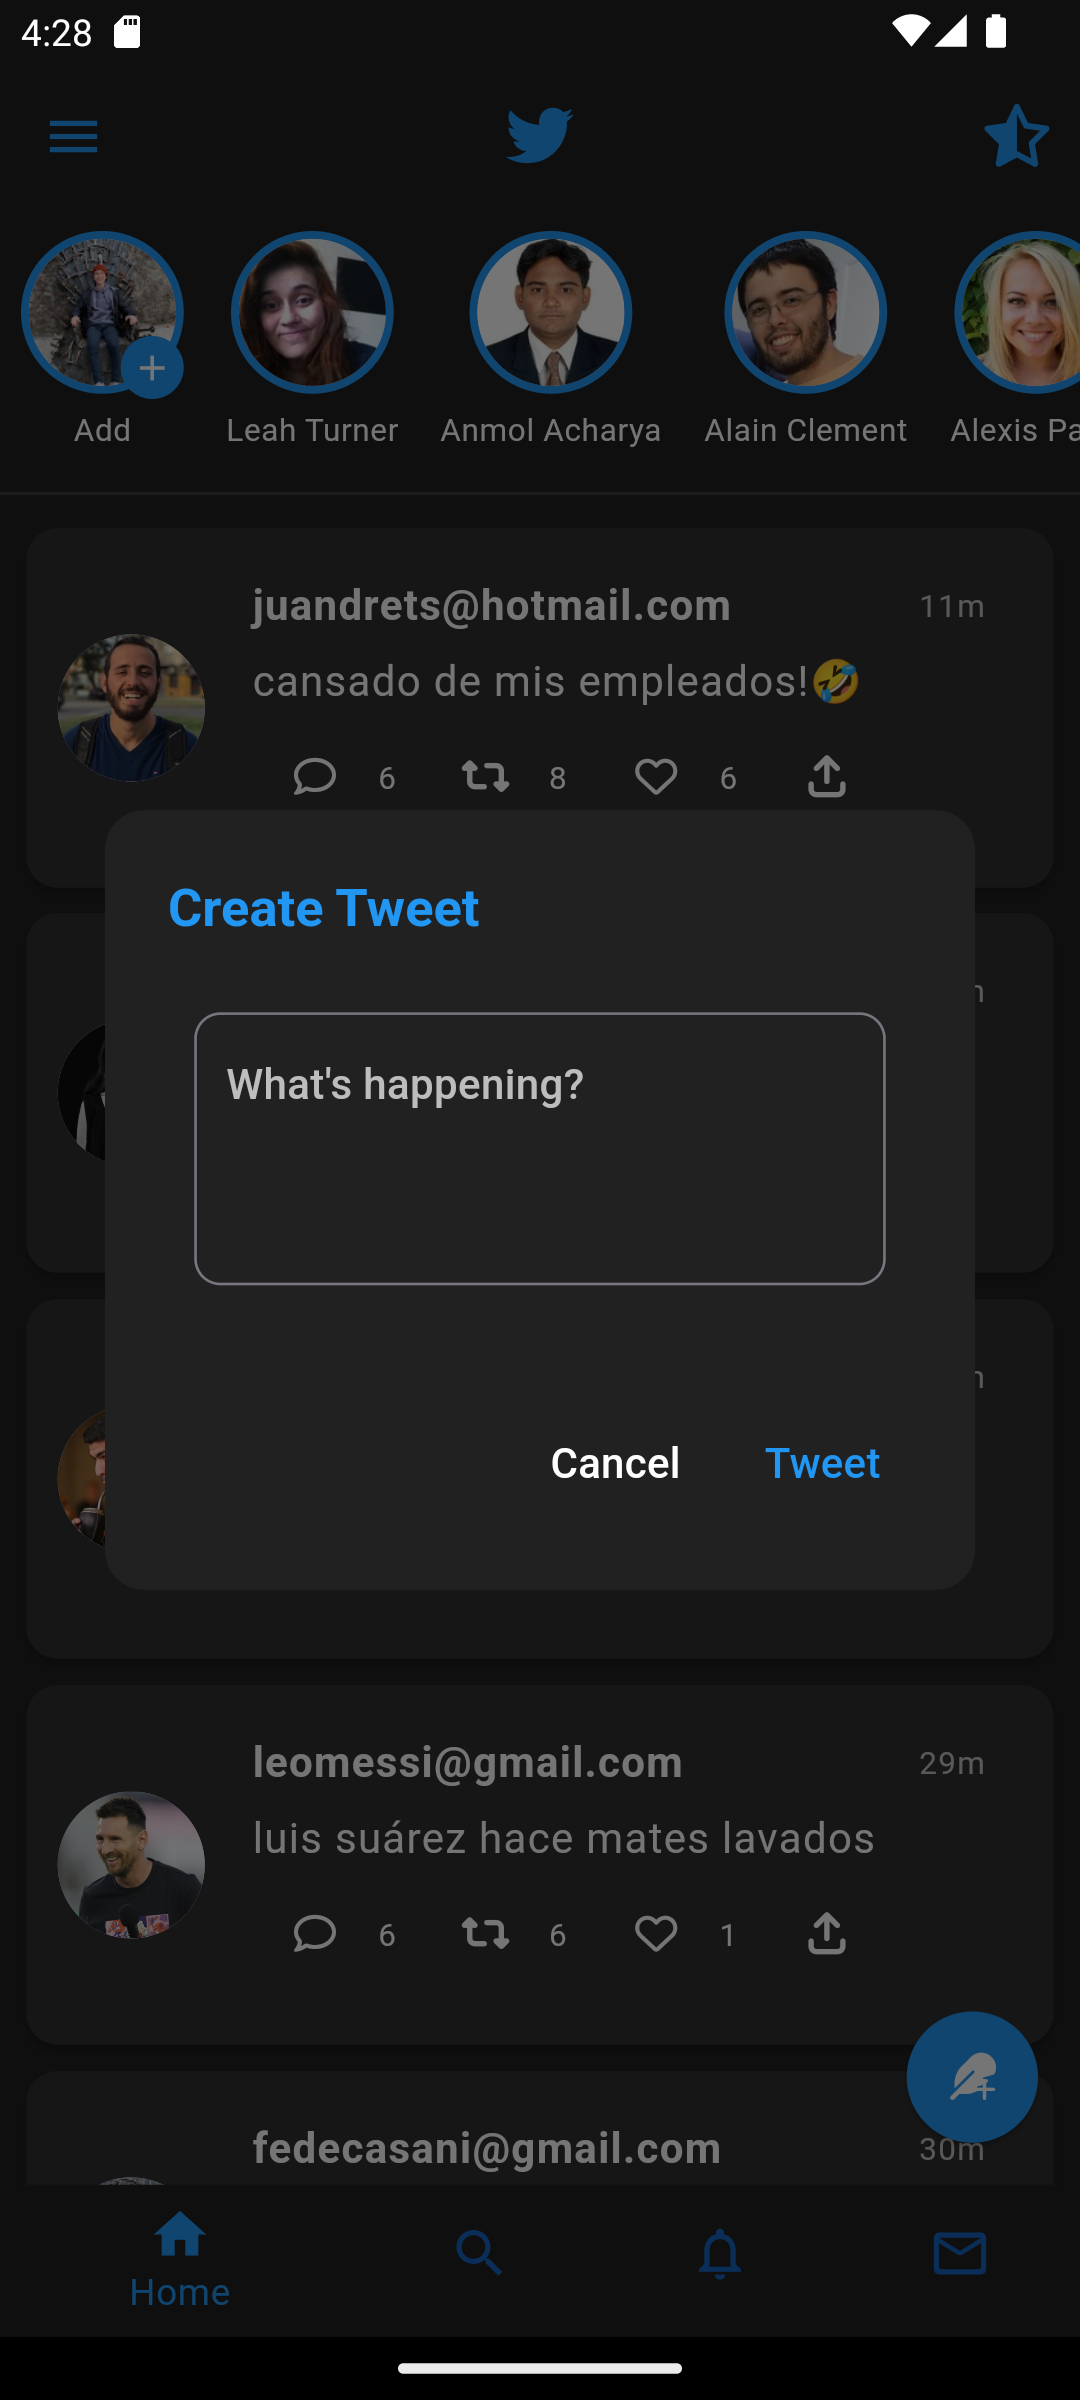 4:28
Add
Leah Turner
Anmol Acharya
Alain Clement
Alexis Pa
juandrets@hotmail.com
11m
cansado de mis empleados!🤣
6
8
6
Create Tweet
What's happening?
Cancel
Tweet
leomessi@gmail.com
29m
luis suárez hace mates lavados
6
6
1
fedecasani@gmail.com
30m
Home